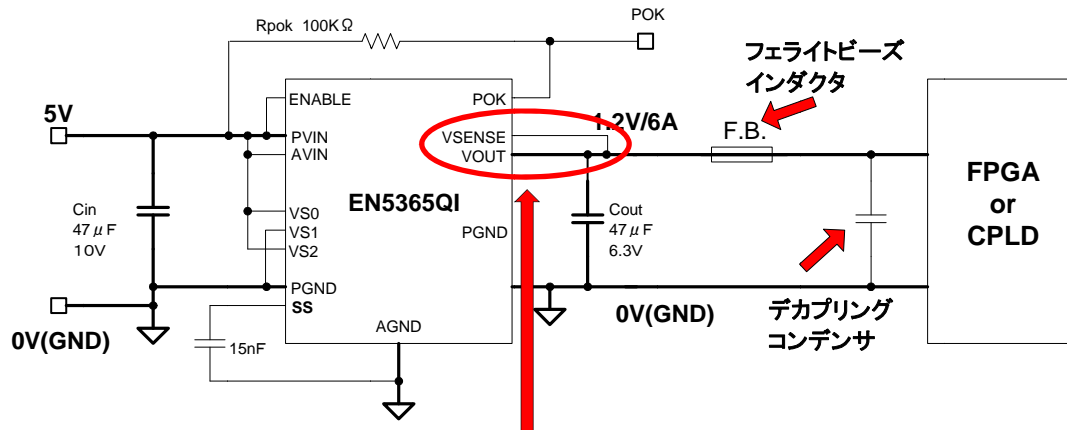 POK
Rpok 100KΩ
フェライトビーズ
インダクタ
5V
ENABLE
POK
1.2V/6A
F.B.
PVIN
VSENSE
AVIN
VOUT
FPGA
or
CPLD
EN5365QI
Cin
47μF
10V
VS0
VS1
VS2
Cout
47μF
6.3V
PGND
PGND
SS
0V(GND)
0V(GND)
デカプリング
コンデンサ
15nF
AGND